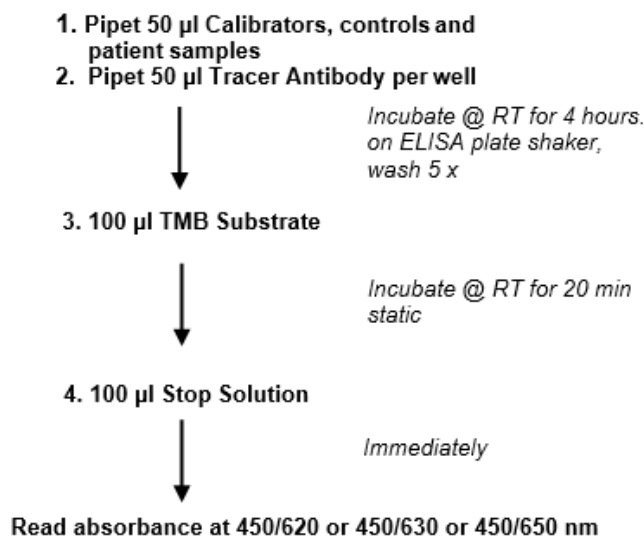 1. Pipet 50 µl Calibrators, controls and
patient samples
2. Pipet 50 µl Tracer Antibody per well
Incubate @ RT for 4 hours.
on ELISA plate shaker,
wash 5 x
3. 100 µl TMB Substrate
Incubate @ RT for 20 min
static
4. 100 µl Stop Solution
Immediately
Read absorbance at 450/620 or 450/630 or 450/650 nm